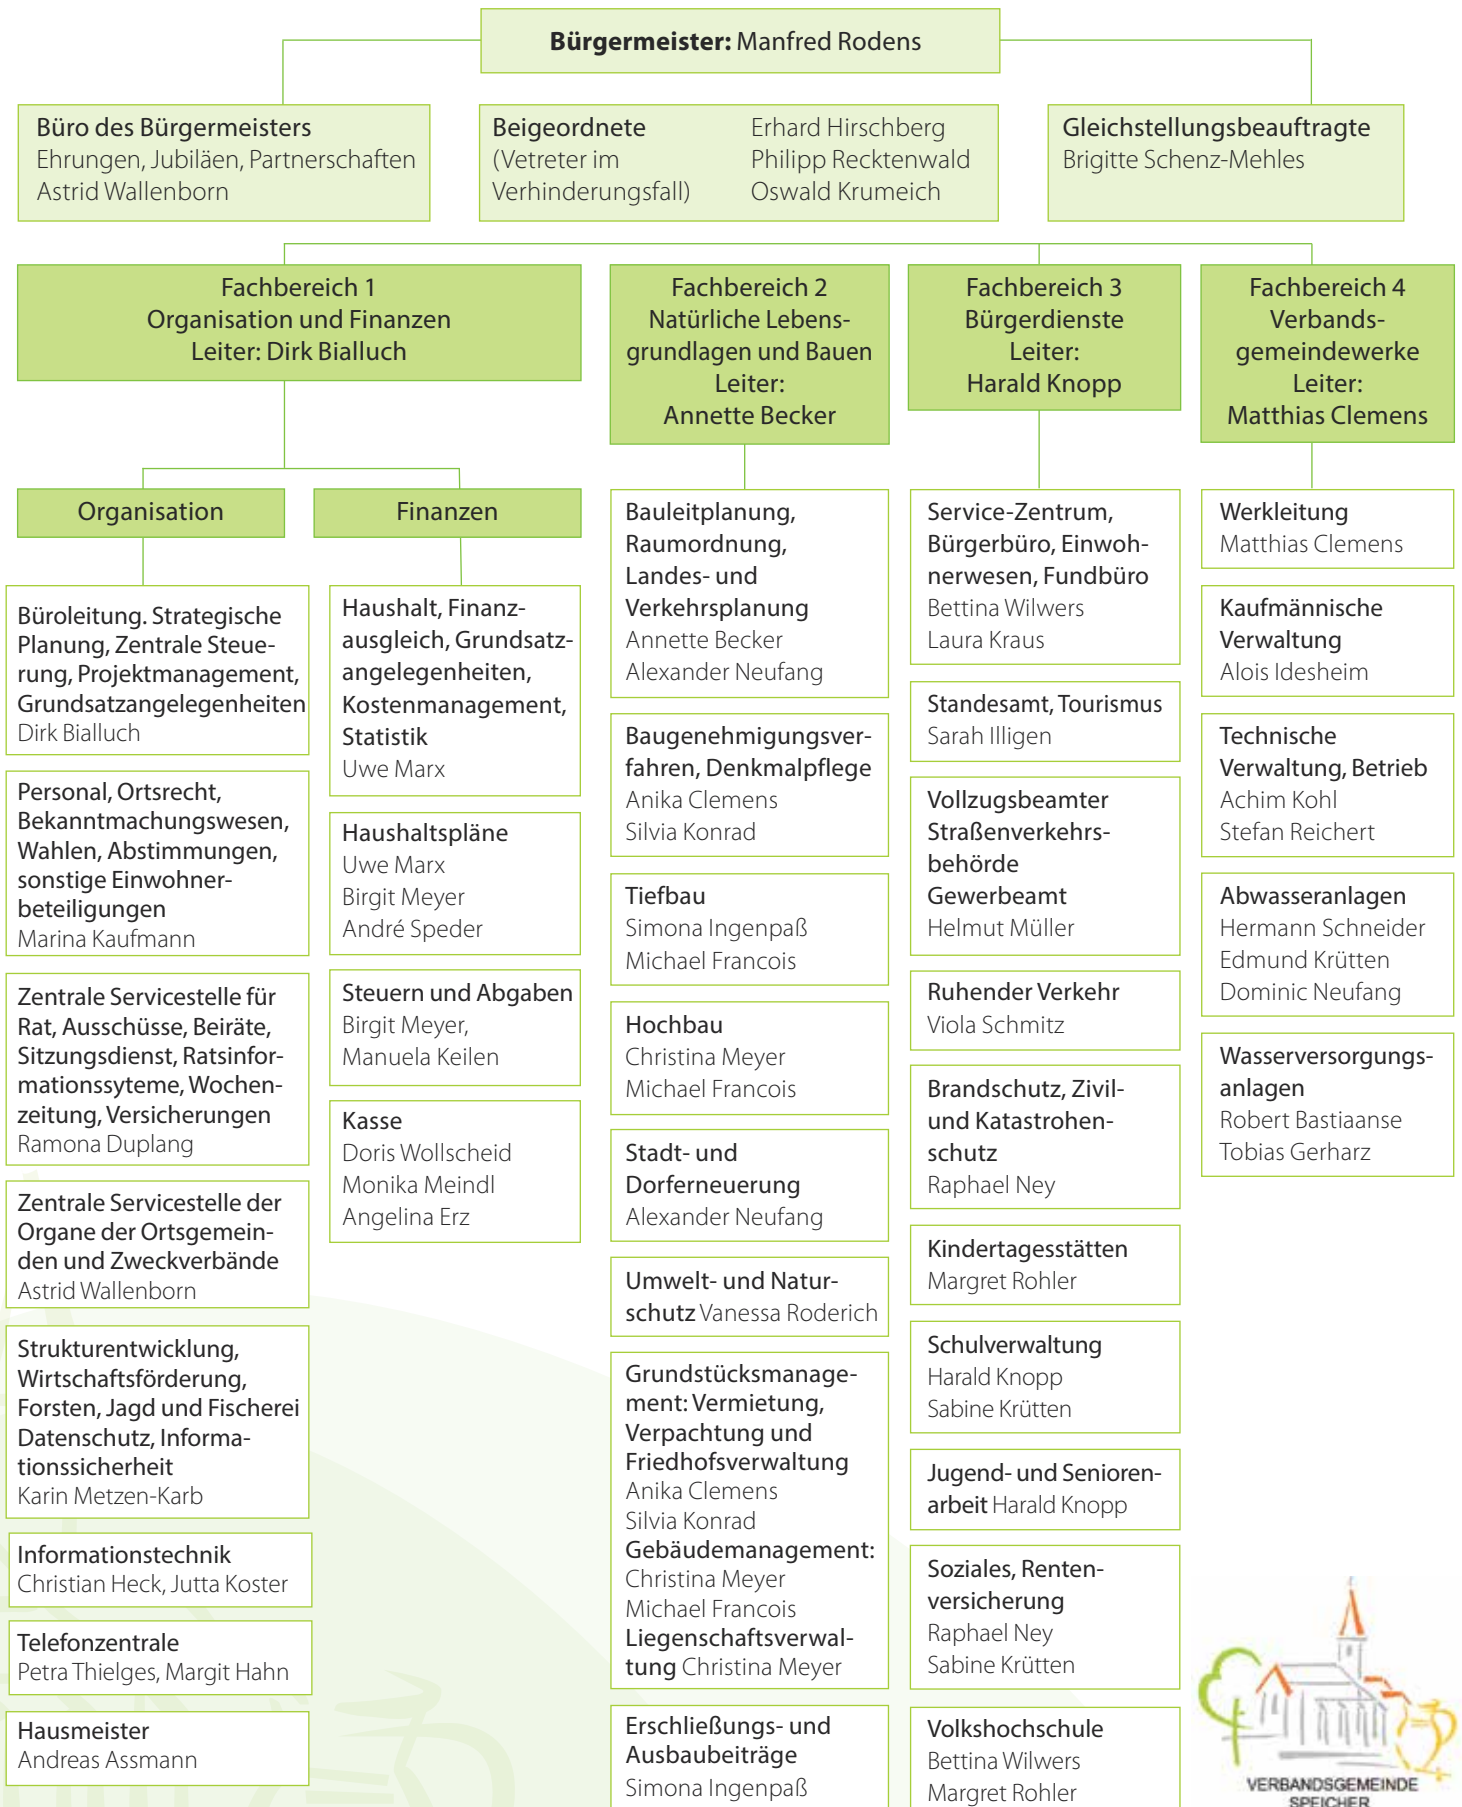 Bürgermeister: Manfred Rodens
Büro des Bürgermeisters
Ehrungen, Jubiläen, Partnerschaften
Astrid Wallenborn
Beigeordnete
(Vetreter im
Verhinderungsfall)
Erhard Hirschberg
Philipp Recktenwald
Oswald Krumeich
Gleichstellungsbeauftragte
Brigitte Schenz-Mehles
Fachbereich 1
Organisation und Finanzen
Leiter: Dirk Bialluch
Organisation
Büroleitung. Strategische
Planung, Zentrale Steue-
rung, Projektmanagement,
Grundsatzangelegenheiten
Dirk Bialluch
Personal, Ortsrecht,
Bekanntmachungswesen,
Wahlen, Abstimmungen,
sonstige Einwohner-
beteiligungen
Marina Kaufmann
Zentrale Servicestelle für
Rat, Ausschüsse, Beiräte,
Sitzungsdienst, Ratsinfor-
mationssyteme, Wochen-
zeitung, Versicherungen
Ramona Duplang
Zentrale Servicestelle der
Organe der Ortsgemein-
den und Zweckverbände
Astrid Wallenborn
Strukturentwicklung,
Wirtschaftsförderung,
Forsten, Jagd und Fischerei
Datenschutz, Informa-
tionssicherheit
Karin Metzen-Karb
Informationstechnik
Christian Heck, Jutta Koster
Telefonzentrale
Petra Thielges, Margit Hahn
Hausmeister
Andreas Assmann
Finanzen
Haushalt, Finanz-
ausgleich, Grundsatz-
angelegenheiten,
Kostenmanagement,
Statistik
Uwe Marx
Haushaltspläne
Uwe Marx
Birgit Meyer
André Speder
Steuern und Abgaben
Birgit Meyer,
Manuela Keilen
Kasse
Doris Wollscheid
Monika Meindl
Angelina Erz
Fachbereich 2
Natürliche Lebens-
grundlagen und Bauen
Leiter:
Annette Becker
Bauleitplanung,
Raumordnung,
Landes- und
Verkehrsplanung
Annette Becker
Alexander Neufang
Baugenehmigungsver-
fahren, Denkmalpflege
Anika Clemens
Silvia Konrad
Tiefbau
Simona Ingenpaß
Michael Francois
Hochbau
Christina Meyer
Michael Francois
Stadt- und
Dorferneuerung
Alexander Neufang
Umwelt- und Natur-
schutz Vanessa Roderich
Grundstücksmanage-
ment: Vermietung,
Verpachtung und
Friedhofsverwaltung
Anika Clemens
Silvia Konrad
Gebäudemanagement:
Christina Meyer
Michael Francois
Liegenschaftsverwal-
tung Christina Meyer
Erschließungs- und
Ausbaubeiträge
Simona Ingenpaß
Fachbereich 3
Bürgerdienste
Leiter:
Harald Knopp
Service-Zentrum,
Bürgerbüro, Einwoh-
nerwesen, Fundbüro
Bettina Wilwers
Laura Kraus
Standesamt, Tourismus
Sarah Illigen
Vollzugsbeamter
Straßenverkehrs-
behörde
Gewerbeamt
Helmut Müller
Ruhender Verkehr
Viola Schmitz
Brandschutz, Zivil-
und Katastrohen-
schutz
Raphael Ney
Kindertagesstätten
Margret Rohler
Schulverwaltung
Harald Knopp
Sabine Krütten
Jugend- und Senioren-
arbeit Harald Knopp
Soziales, Renten-
versicherung
Raphael Ney
Sabine Krütten
Volkshochschule
Bettina Wilwers
Margret Rohler
Fachbereich 4
Verbands-
gemeindewerke
Leiter:
Matthias Clemens
Werkleitung
Matthias Clemens
Kaufmännische
Verwaltung
Alois Idesheim
Technische
Verwaltung, Betrieb
Achim Kohl
Stefan Reichert
Abwasseranlagen
Hermann Schneider
Edmund Krütten
Dominic Neufang
Wasserversorgungs-
anlagen
Robert Bastiaanse
Tobias Gerharz
VERBANDSGEMEINDE
SPEICHER